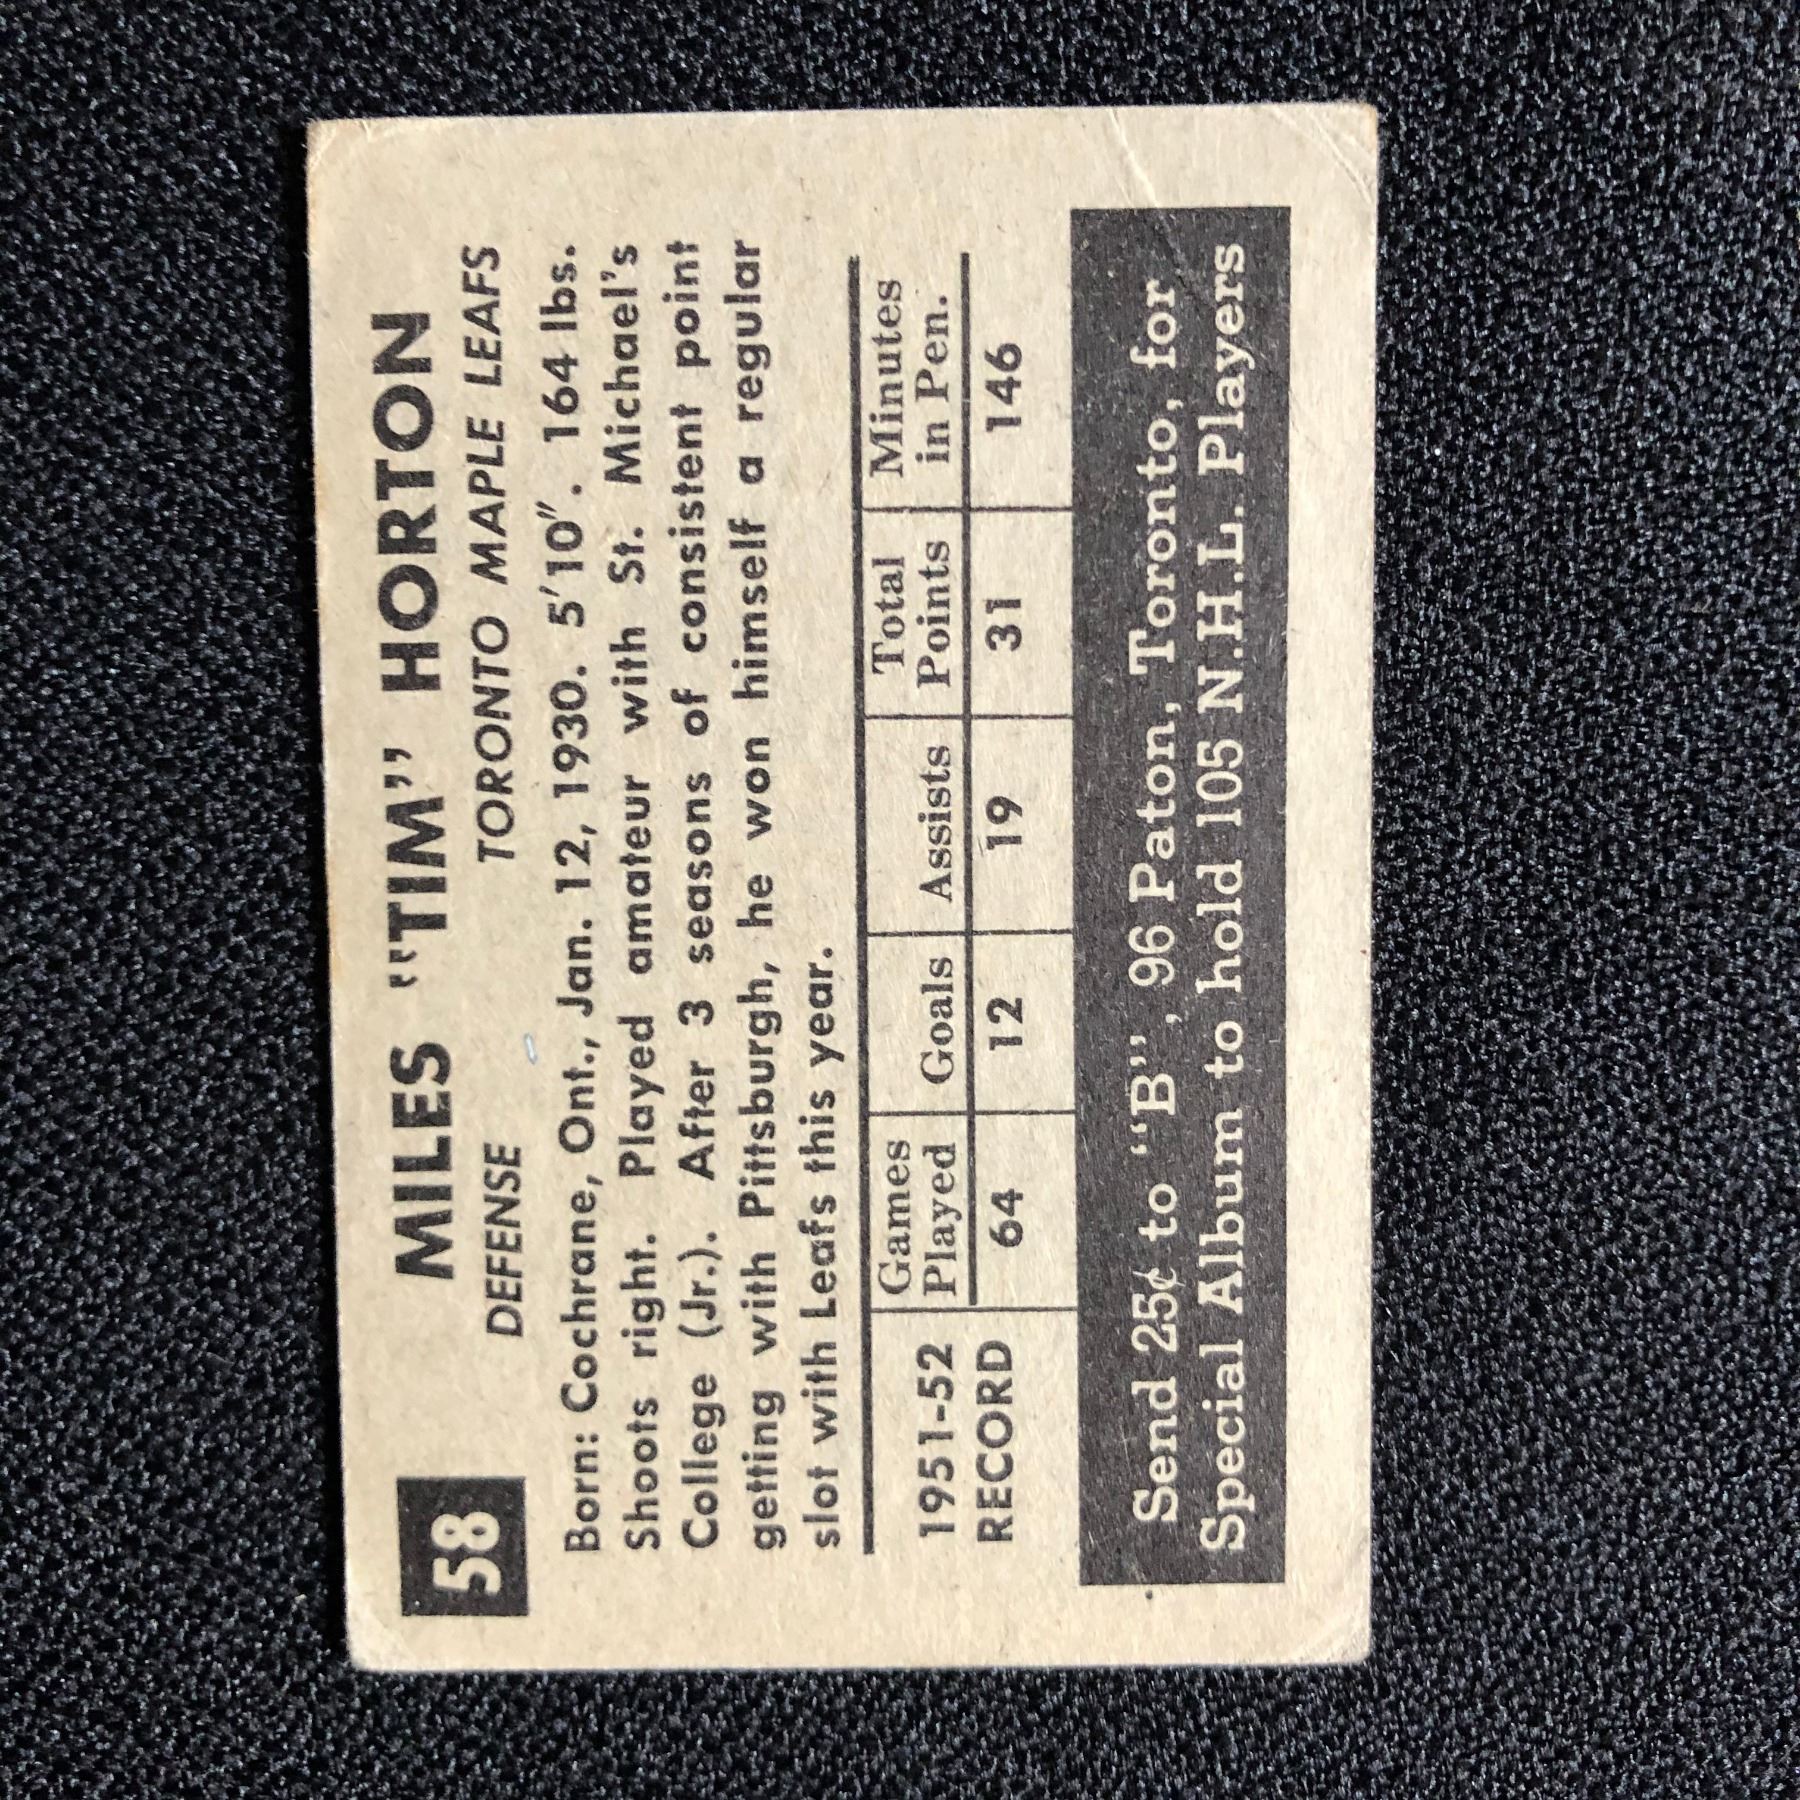 58
MILES "TIM" HORTON
DEFENSE TORONTO MAPLE LEAFS
Born: Cochrane, Ont., Jan. 12, 1930. 5'10". 164 lbs.
Shoots right. Played amateur with St. Michael's
College (Jr.). After 3 seasons of consistent point
getting with Pittsburgh, he won himself a regular
slot with Leafs this year.
1951-52 RECORD
Games Played Goals Assists Total Points Minutes in Pen.
64 12 19 31 146
Send 25¢ to "B", 96 Paton, Toronto, for
Special Album to hold 105 N.H.L. Players